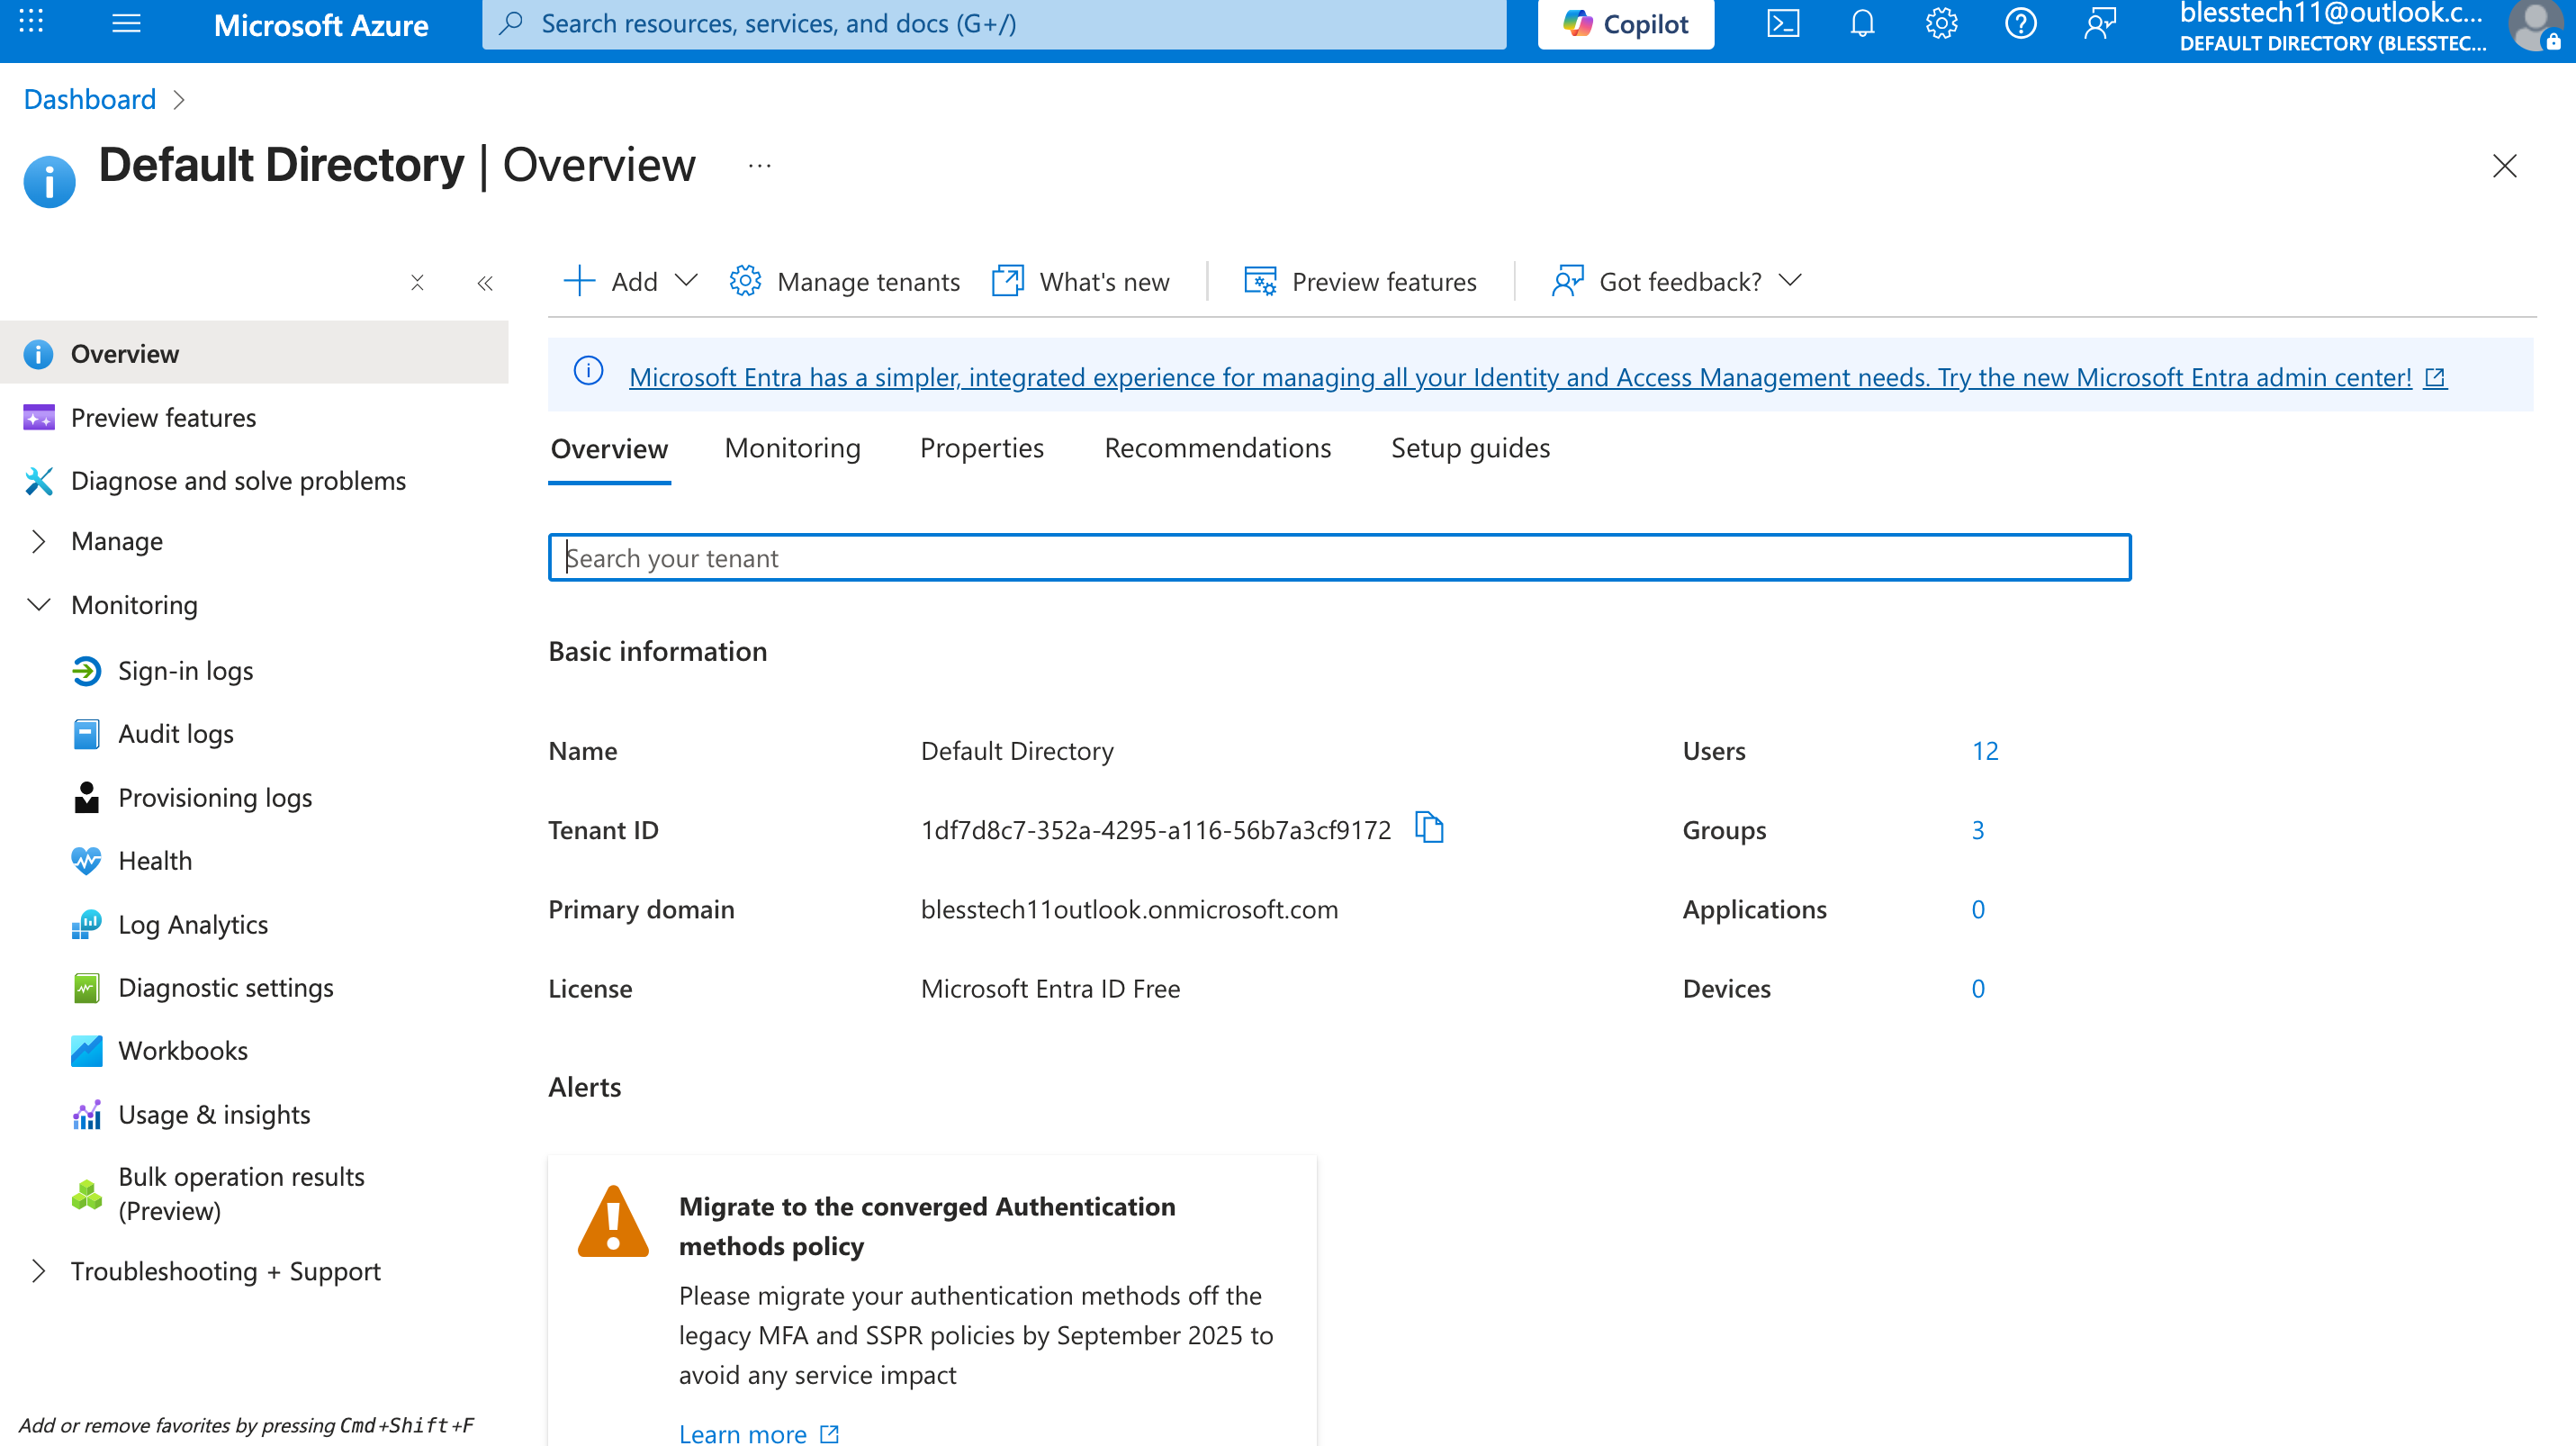 Microsoft Azure
Search resources, services, and docs (G+/)
Copilot
blesstech11@outlook.c...
DEFAULT DIRECTORY (BLESSTEC...
Dashboard
Default Directory | Overview
...
Add
Manage tenants
What's new
Preview features
Got feedback?
Overview
Preview features
Diagnose and solve problems
Manage
Monitoring
Sign-in logs
Audit logs
Provisioning logs
Health
Log Analytics
Diagnostic settings
Workbooks
Usage & insights
Bulk operation results
(Preview)
Troubleshooting + Support
Add or remove favorites by pressing Cmd+Shift+F
Microsoft Entra has a simpler, integrated experience for managing all your Identity and Access Management needs. Try the new Microsoft Entra admin center!
Overview Monitoring Properties Recommendations Setup guides
Search your tenant
Basic information
Name Default Directory Users 12
Tenant ID 1df7d8c7-352a-4295-a116-56b7a3cf9172 Groups 3
Primary domain blesstech11outlook.onmicrosoft.com Applications 0
License Microsoft Entra ID Free Devices 0
Alerts
Migrate to the converged Authentication
methods policy
Please migrate your authentication methods off the
legacy MFA and SSPR policies by September 2025 to
avoid any service impact
Learn more